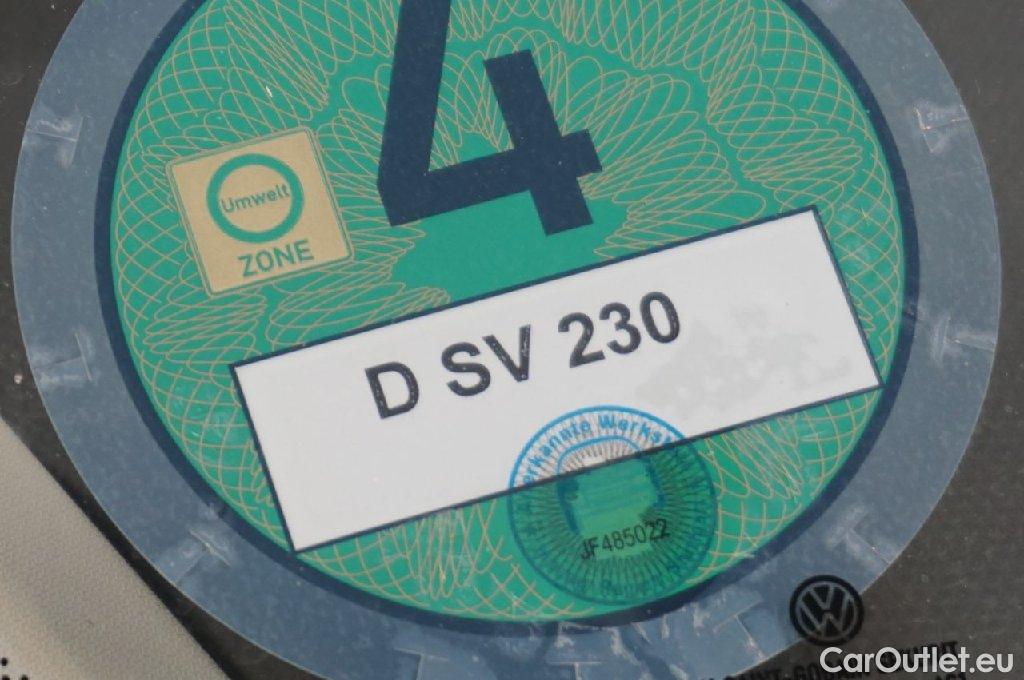 4
Umwelt
ZONE
D SV 230
JF485022
CarOutlet.eu